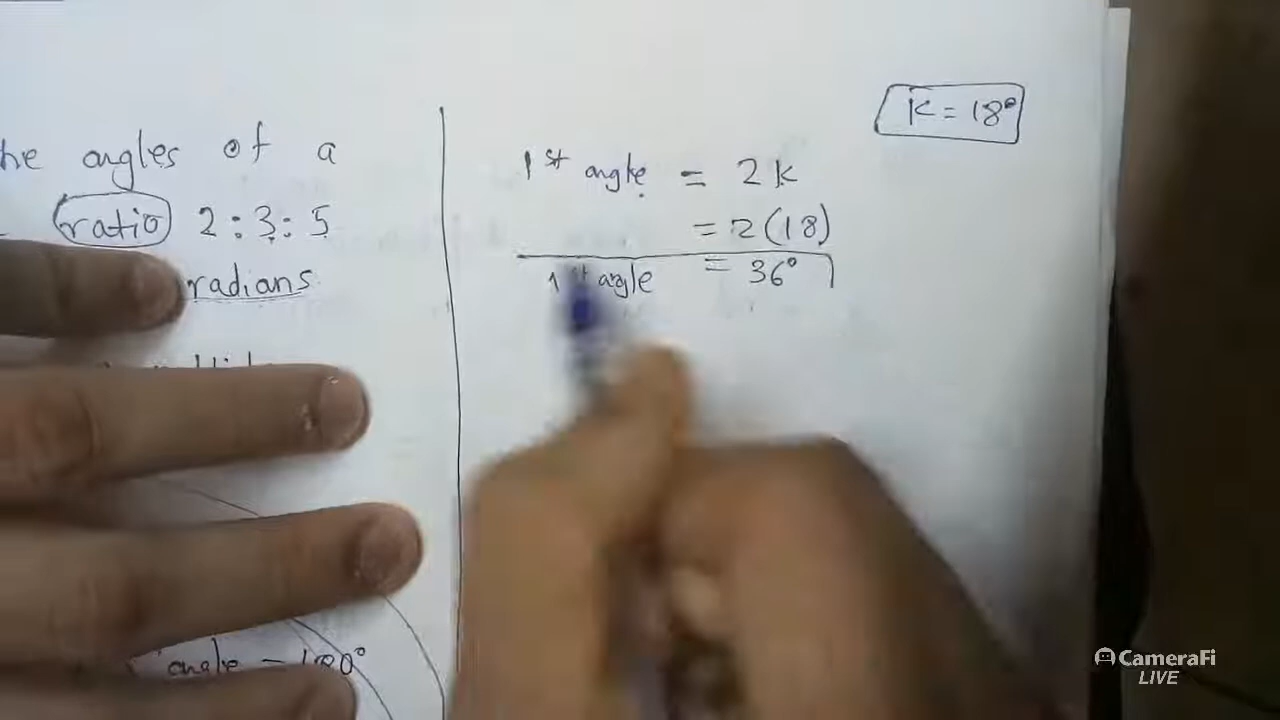 he angles of a
ratio 2:3:5
radians
angle = 180°
K = 18°
1st angle = 2K
= 2(18)
1st angle = 36°
CameraFi
LIVE